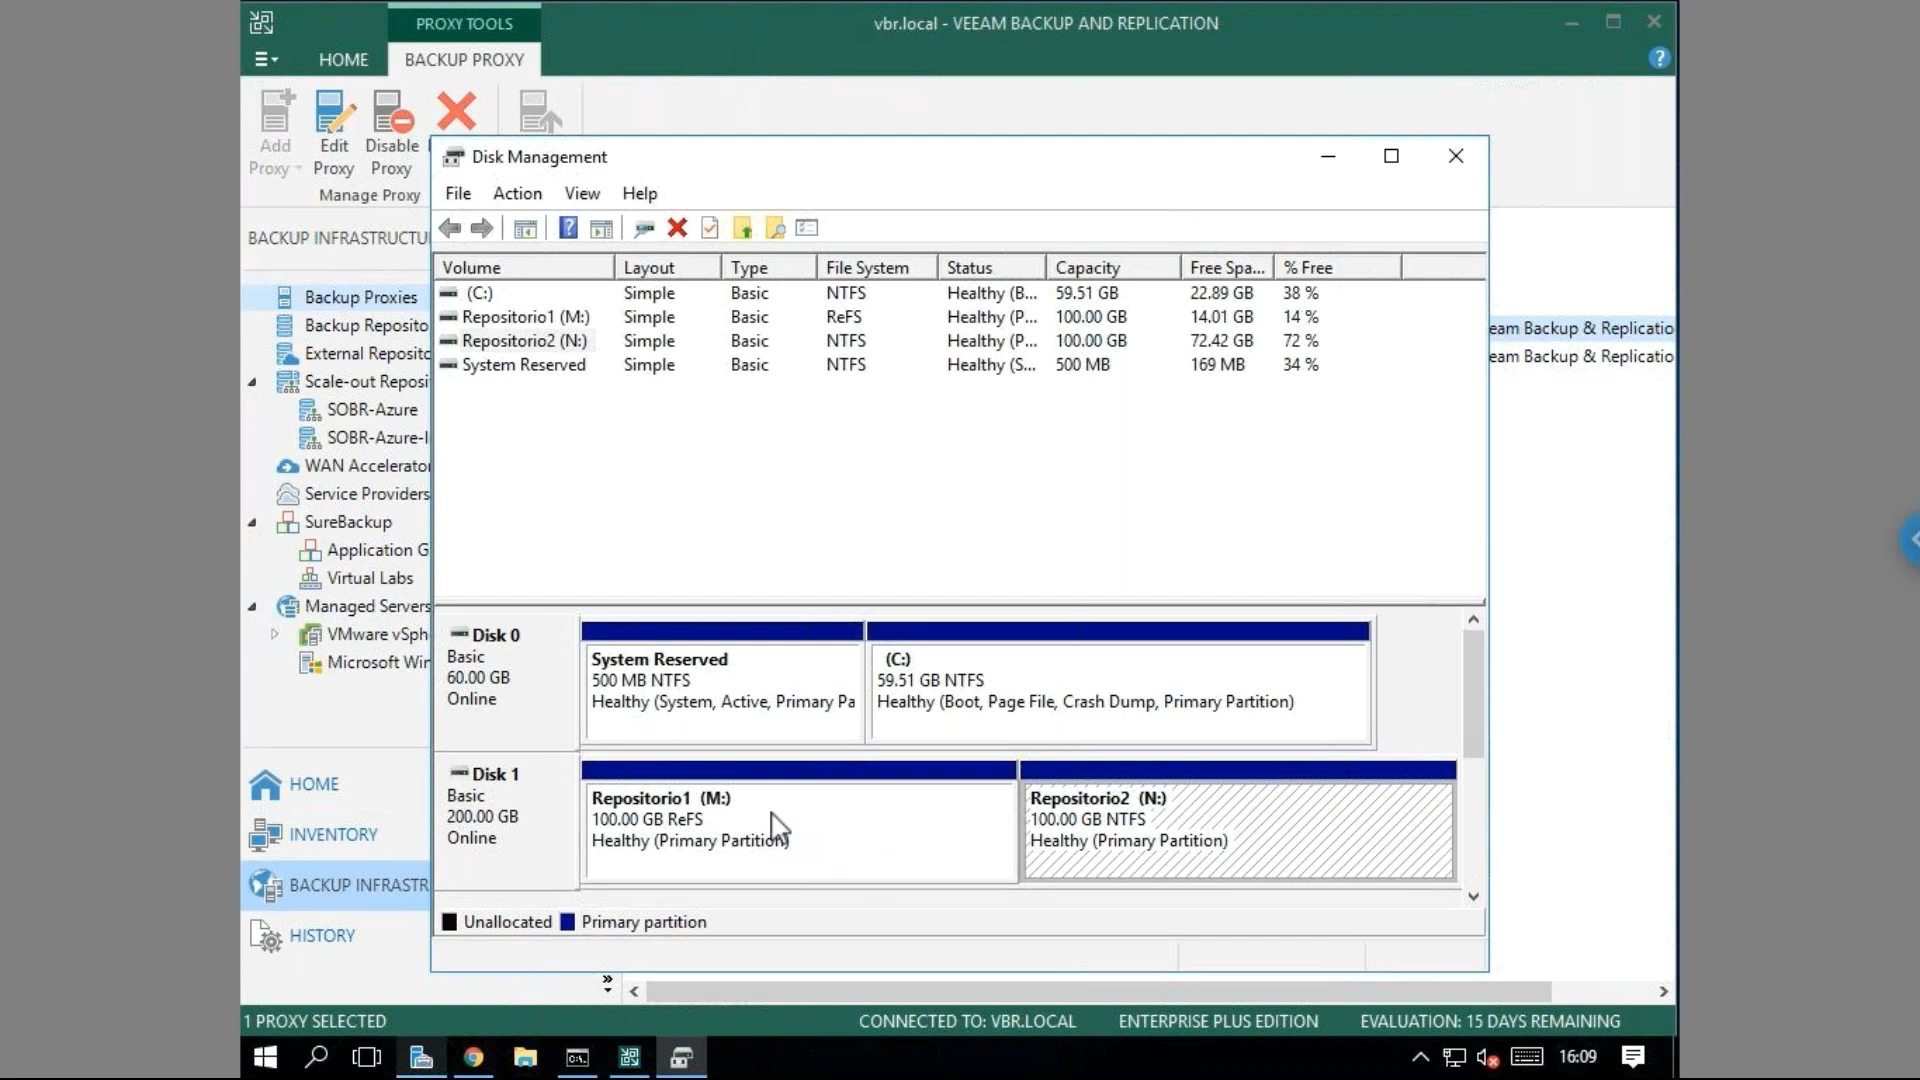 PROXY TOOLS
vbr.local - VEEAM BACKUP AND REPLICATION
HOME
BACKUP PROXY
Add Proxy
Edit Proxy
Disable Proxy
Manage Proxy
BACKUP INFRASTRUCTU
Backup Proxies
Backup Reposito
External Reposito
Scale-out Reposi
SOBR-Azure
SOBR-Azure-I
WAN Accelerator
Service Providers
SureBackup
Application G
Virtual Labs
Managed Servers
VMware vSph
Microsoft Win
HOME
INVENTORY
BACKUP INFRASTR
HISTORY
Disk Management
File Action View Help
Volume Layout Type File System Status Capacity Free Spa... % Free
(C:) Simple Basic NTFS Healthy (B... 59.51 GB 22.89 GB 38 %
Repositorio1 (M:) Simple Basic ReFS Healthy (P... 100.00 GB 14.01 GB 14 %
Repositorio2 (N:) Simple Basic NTFS Healthy (P... 100.00 GB 72.42 GB 72 %
System Reserved Simple Basic NTFS Healthy (S... 500 MB 169 MB 34 %
eam Backup & Replicatio
eam Backup & Replicatio
Disk 0
Basic
60.00 GB
Online
System Reserved
500 MB NTFS
Healthy (System, Active, Primary Pa
(C:)
59.51 GB NTFS
Healthy (Boot, Page File, Crash Dump, Primary Partition)
Disk 1
Basic
200.00 GB
Online
Repositorio1 (M:)
100.00 GB ReFS
Healthy (Primary Partition)
Repositorio2 (N:)
100.00 GB NTFS
Healthy (Primary Partition)
Unallocated Primary partition
1 PROXY SELECTED
CONNECTED TO: VBR.LOCAL
ENTERPRISE PLUS EDITION
EVALUATION: 15 DAYS REMAINING
16:09